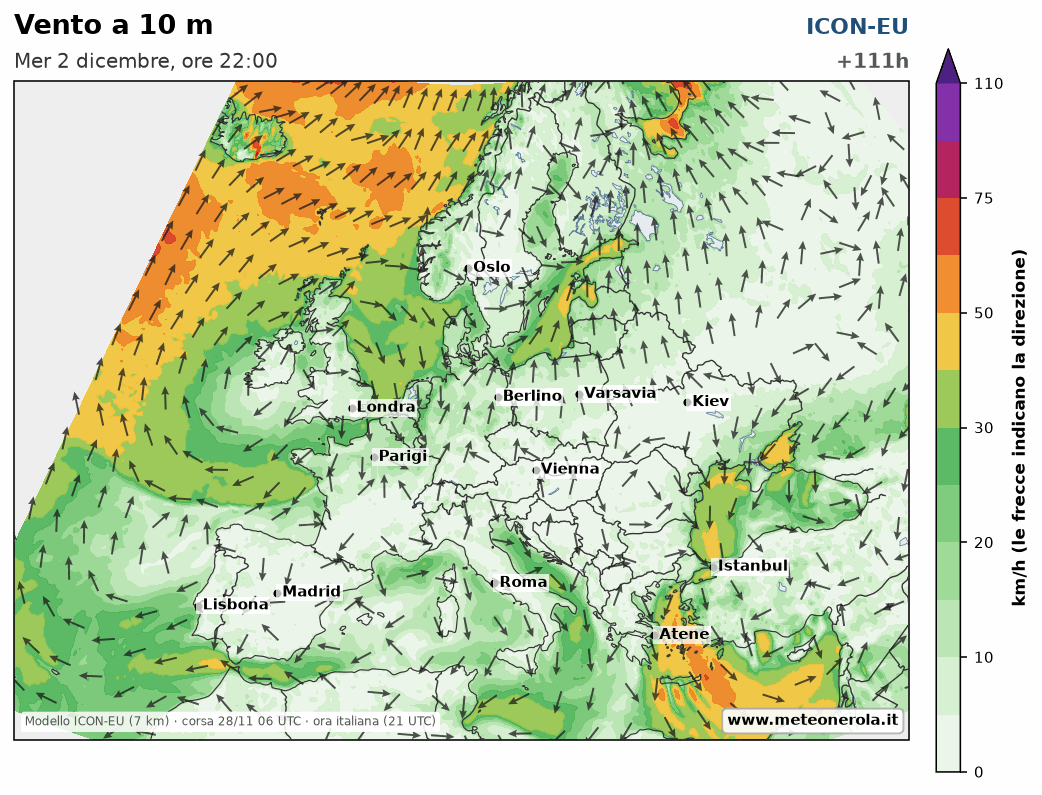 Vento a 10 m
ICON-EU
Mer 2 dicembre, ore 22:00
+111h
110
75
50
30
20
10
0
km/h (le frecce indicano la direzione)
Oslo
Berlino
Varsavia
Kiev
Londra
Parigi
Vienna
Istanbul
Roma
Madrid
Lisbona
Atene
Modello ICON-EU (7 km) · corsa 28/11 06 UTC · ora italiana (21 UTC)
www.meteonerola.it